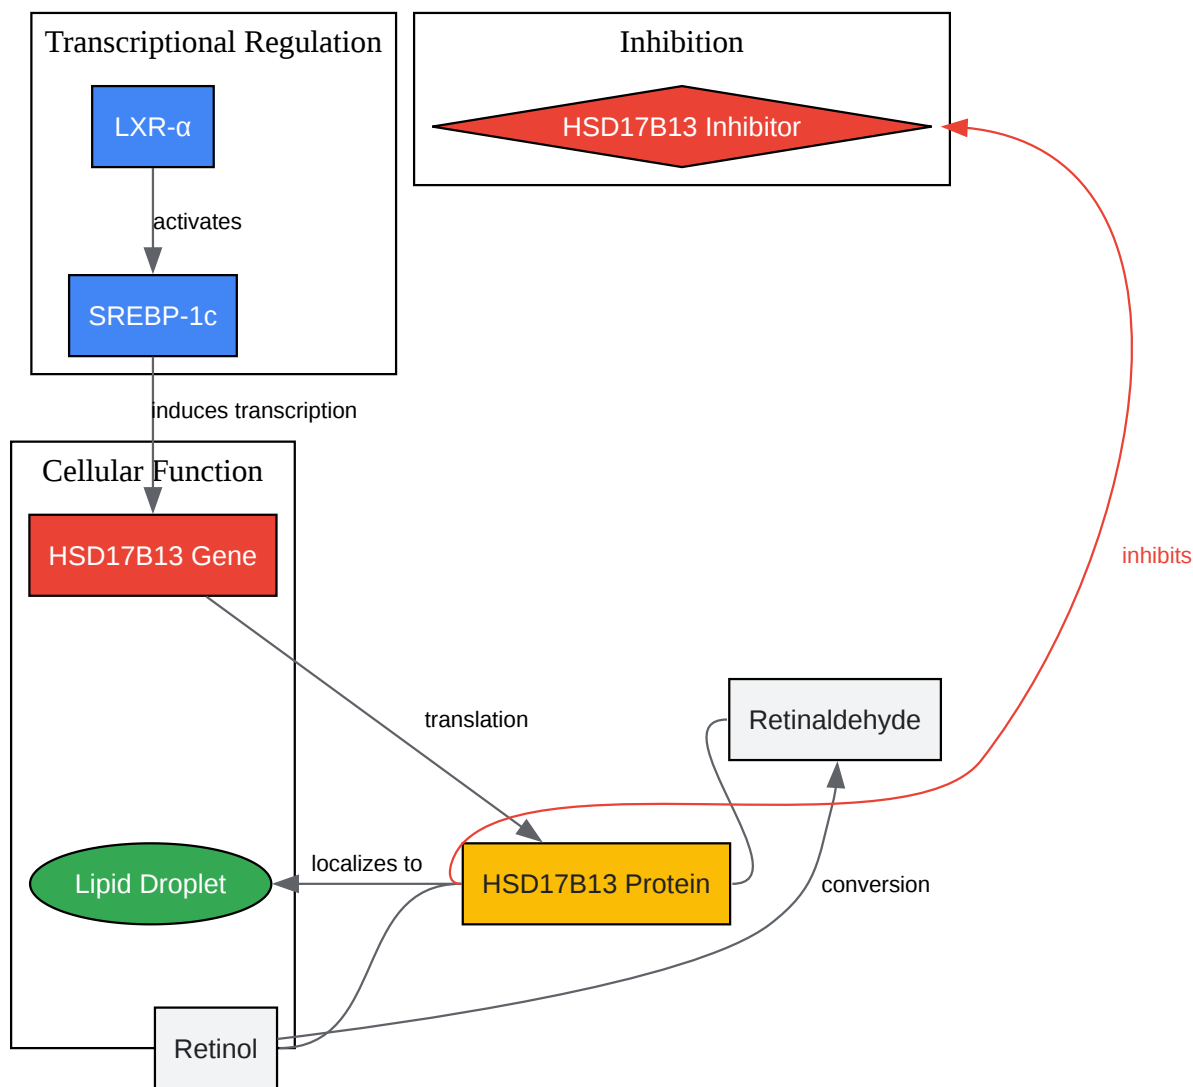 Transcriptional Regulation
Inhibition
LXR-α
HSD17B13 Inhibitor
activates
SREBP-1c
induces transcription
Cellular Function
HSD17B13 Gene
inhibits
translation
Retinaldehyde
localizes to
Lipid Droplet
HSD17B13 Protein
conversion
Retinol